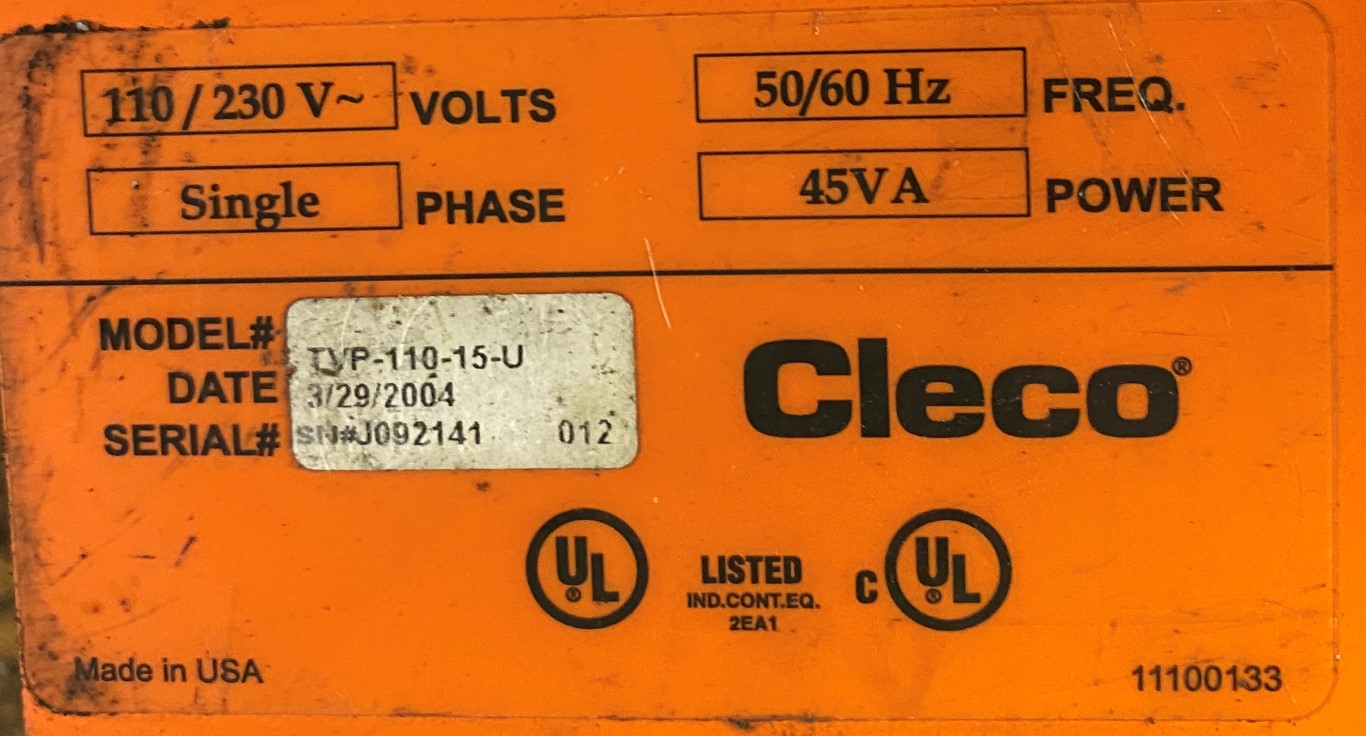 110 / 230 V~ VOLTS
50/60 Hz FREQ.
Single PHASE
45VA POWER
MODEL# TVP-110-15-U
DATE 3/29/2004
SERIAL# SN#J092141 012
Cleco®
UL®
LISTED
IND.CONT.EQ.
2EA1
C UL®
Made in USA
11100133